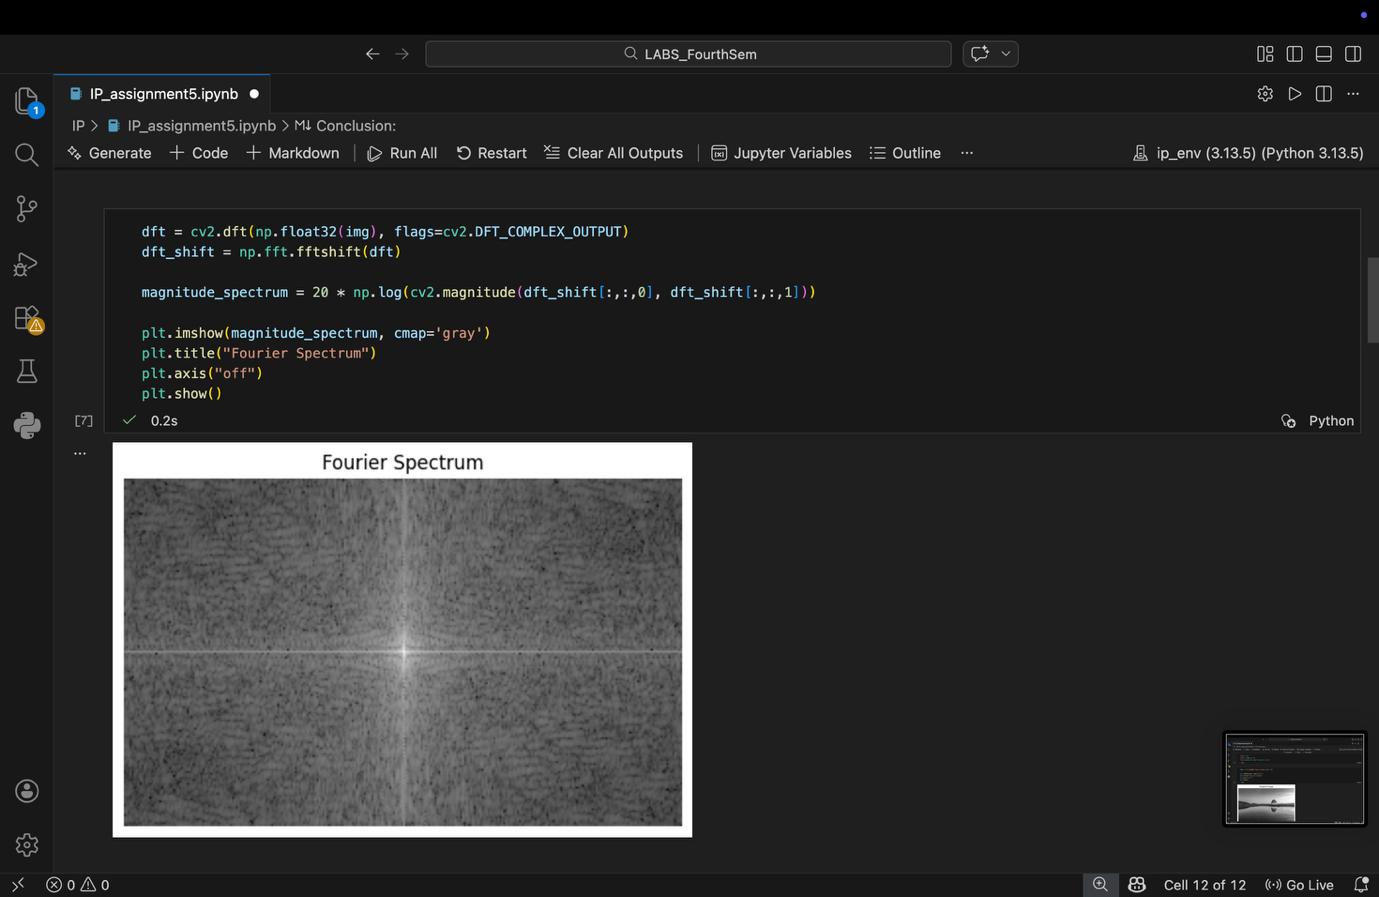 LABS_FourthSem
1
IP_assignment5.ipynb
IP > IP_assignment5.ipynb > M↓ Conclusion:
Generate + Code + Markdown | Run All Restart Clear All Outputs | Jupyter Variables Outline ... ip_env (3.13.5) (Python 3.13.5)
dft = cv2.dft(np.float32(img), flags=cv2.DFT_COMPLEX_OUTPUT)
dft_shift = np.fft.fftshift(dft)
magnitude_spectrum = 20 * np.log(cv2.magnitude(dft_shift[:,:,0], dft_shift[:,:,1]))
plt.imshow(magnitude_spectrum, cmap='gray')
plt.title("Fourier Spectrum")
plt.axis("off")
plt.show()
[7] 0.2s Python
...
Fourier Spectrum
0 0 Cell 12 of 12 Go Live